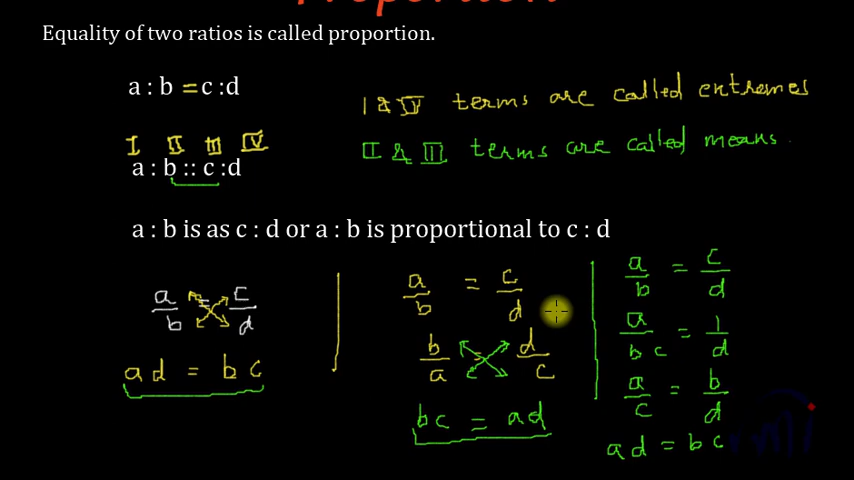 Proportion
Equality of two ratios is called proportion.
a : b = c :d
I & IV terms are called extremes
I II III IV
II & III terms are called means.
a : b :: c :d
a : b is as c : d or a : b is proportional to c : d
a/b = c/d
ad = bc
a/b = c/d
b/a d/c
bc = ad
a/b = c/d
a/bc = 1/d
a/c = b/d
ad = bc